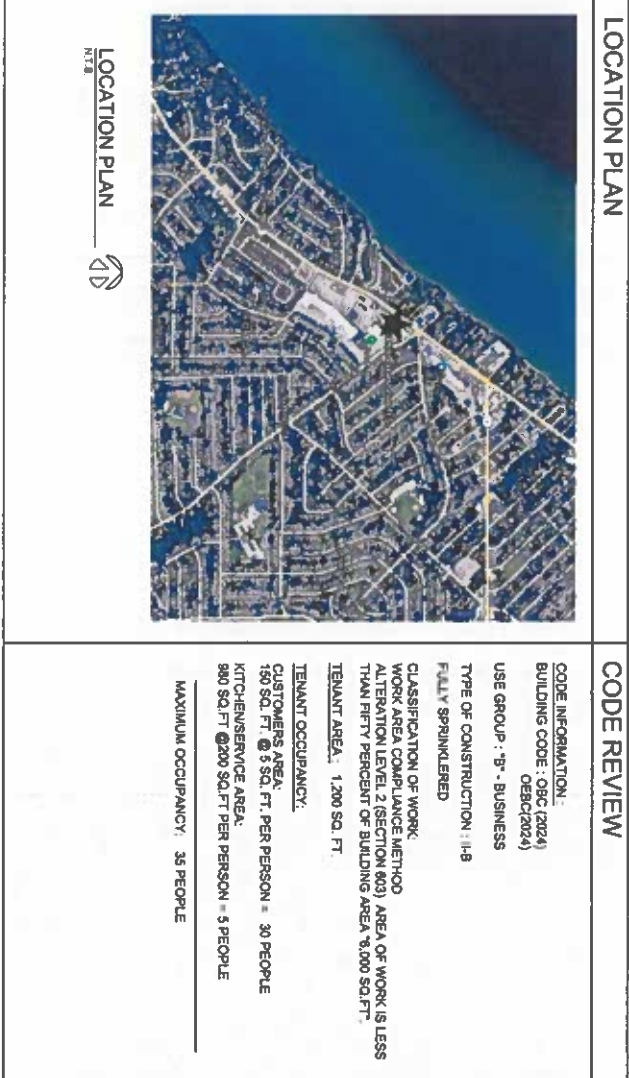 LOCATION PLAN
LOCATION PLAN
N.T.S
CODE REVIEW
CODE INFORMATION :
BUILDING CODE : OBC (2024)
OEBC(2024)
USE GROUP : "B" - BUSINESS
TYPE OF CONSTRUCTION : II-B
FULLY SPRINKLERED
CLASSIFICATION OF WORK:
WORK AREA COMPLIANCE METHOD
ALTERATION LEVEL 2 (SECTION 603) AREA OF WORK IS LESS
THAN FIFTY PERCENT OF BUILDING AREA "6,000 SQ.FT".
TENANT AREA : 1,200 SQ. FT.
TENANT OCCUPANCY:
CUSTOMERS AREA:
150 SQ. FT. @ 5 SQ. FT. PER PERSON = 30 PEOPLE
KITCHEN/SERVICE AREA:
980 SQ.FT @200 SQ.FT PER PERSON = 5 PEOPLE
MAXIMUM OCCUPANCY: 35 PEOPLE